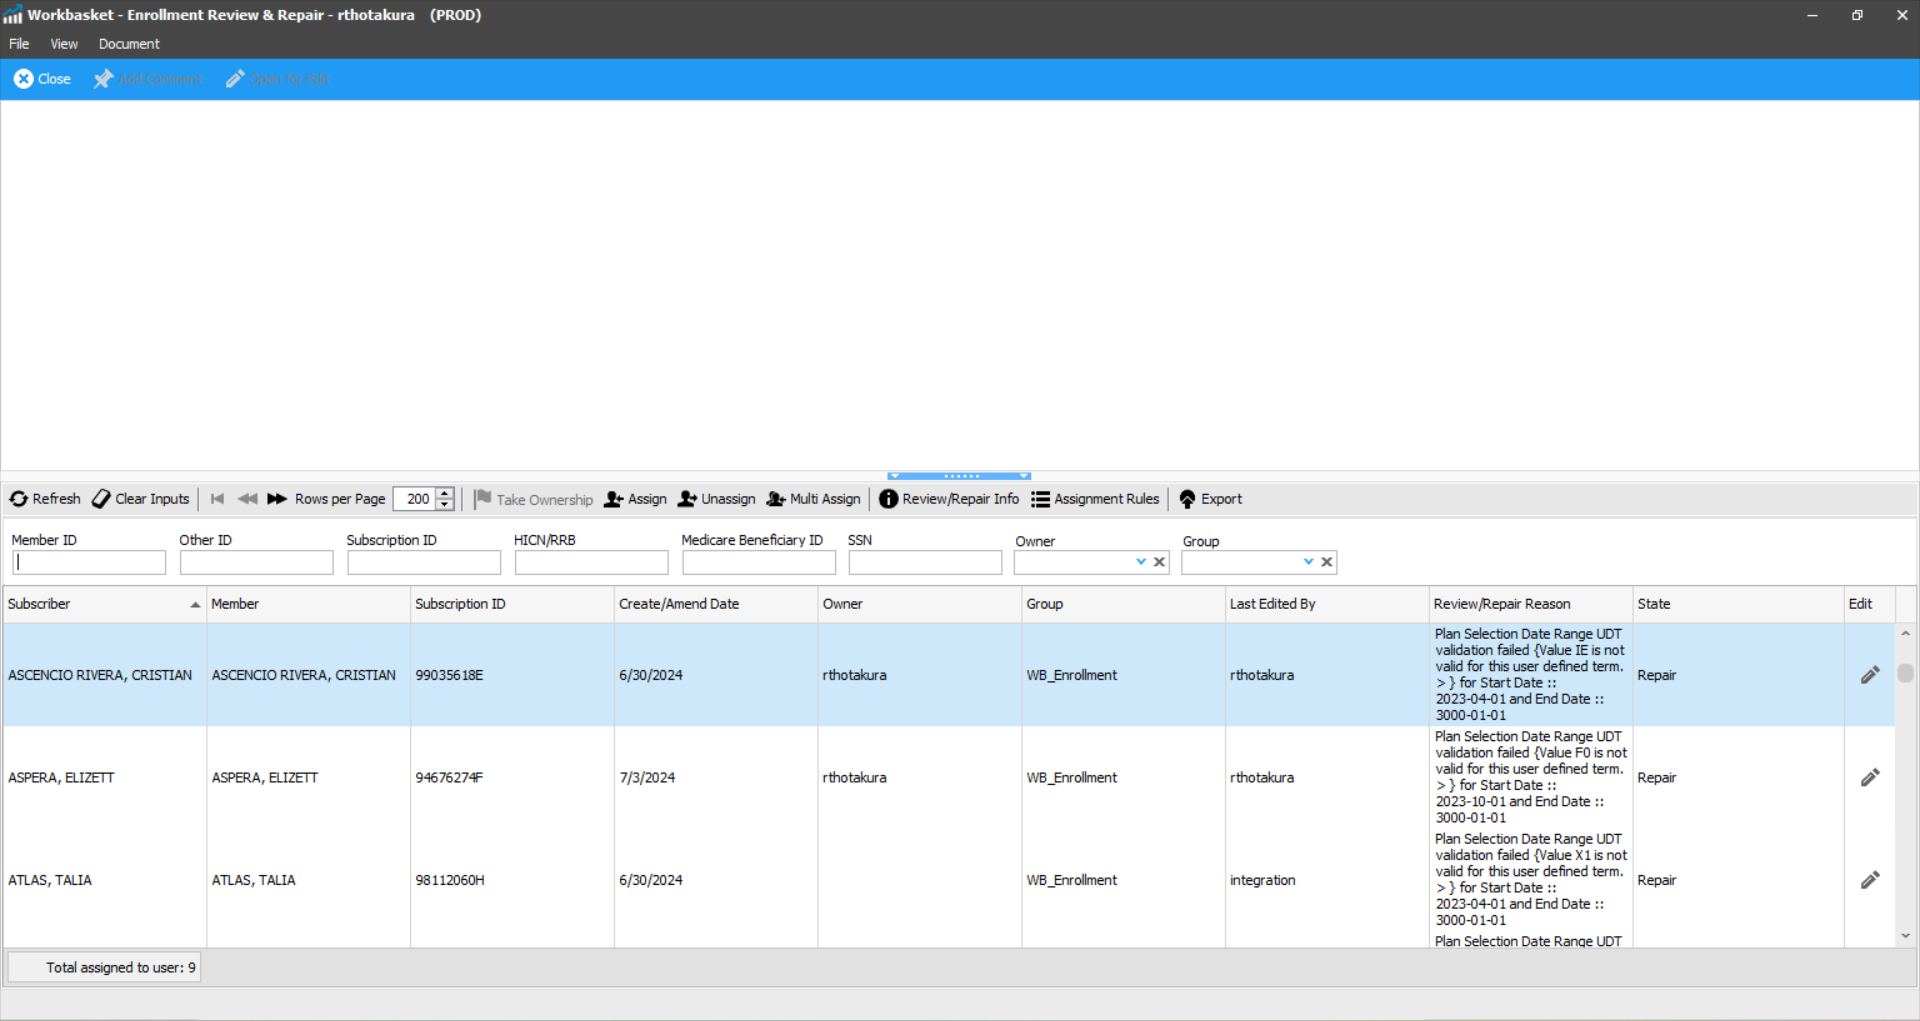 Workbasket - Enrollment Review & Repair - rthotakura (PROD)
File View Document
Close Add Comment Open for Edit
Refresh Clear Inputs Rows per Page 200 Take Ownership Assign Unassign Multi Assign Review/Repair Info Assignment Rules Export
Member ID Other ID Subscription ID HICN/RRB Medicare Beneficiary ID SSN Owner Group
Subscriber Member Subscription ID Create/Amend Date Owner Group Last Edited By Review/Repair Reason State Edit
Plan Selection Date Range UDT
validation failed {Value IE is not
valid for this user defined term.
ASCENCIO RIVERA, CRISTIAN ASCENCIO RIVERA, CRISTIAN 99035618E 6/30/2024 rthotakura WB_Enrollment rthotakura > } for Start Date :: Repair
2023-04-01 and End Date ::
3000-01-01
Plan Selection Date Range UDT
validation failed {Value F0 is not
valid for this user defined term.
ASPERA, ELIZETT ASPERA, ELIZETT 94676274F 7/3/2024 rthotakura WB_Enrollment rthotakura > } for Start Date :: Repair
2023-10-01 and End Date ::
3000-01-01
Plan Selection Date Range UDT
validation failed {Value X1 is not
valid for this user defined term.
ATLAS, TALIA ATLAS, TALIA 98112060H 6/30/2024 WB_Enrollment integration > } for Start Date :: Repair
2023-04-01 and End Date ::
3000-01-01
Plan Selection Date Range UDT
Total assigned to user: 9